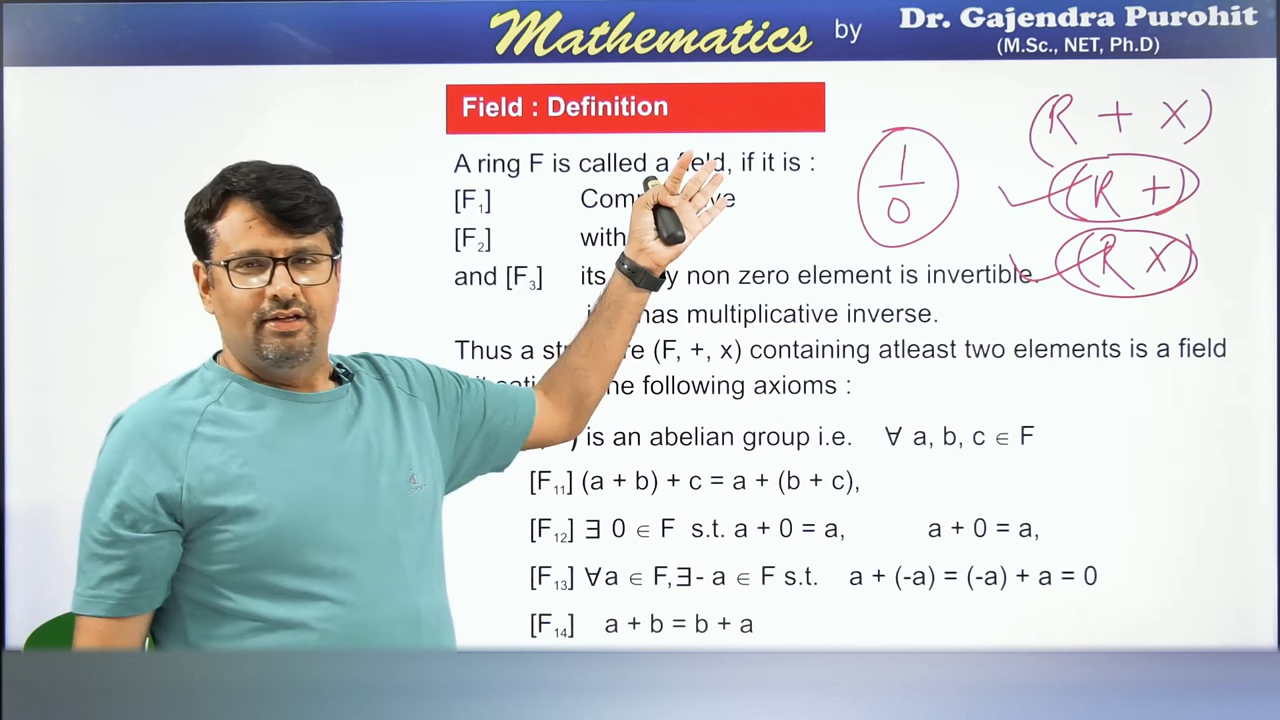 Mathematics by Dr. Gajendra Purohit
(M.Sc., NET, Ph.D)
Field : Definition
A ring F is called a field, if it is :
[F₁]
[F₂] with
and [F₃] its non zero element is invertible.
has multiplicative inverse.
Thus a (F, +, x) containing atleast two elements is a field
the following axioms :
is an abelian group i.e. ∀ a, b, c ∈ F
[F₁₁] (a + b) + c = a + (b + c),
[F₁₂] ∃ 0 ∈ F s.t. a + 0 = a, a + 0 = a,
[F₁₃] ∀a ∈ F,∃- a ∈ F s.t. a + (-a) = (-a) + a = 0
[F₁₄] a + b = b + a
1
0
(R + X)
(R +)
(R X)